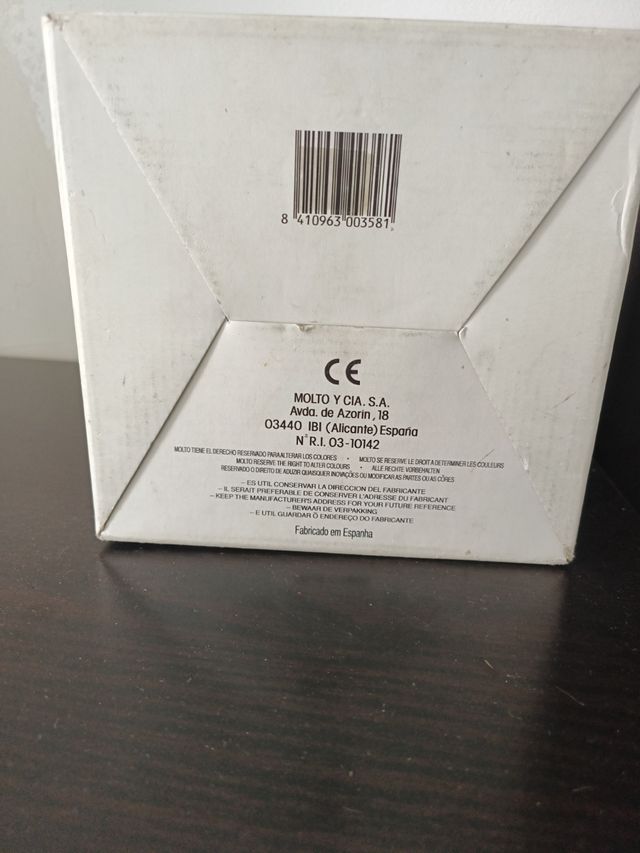 8 410963 003581
CE
MOLTO Y CIA. S.A.
Avda. de Azorin, 18
03440 IBI (Alicante) España
N° R.I. 03-10142
MOLTO TIENE EL DERECHO RESERVADO PARA ALTERAR LOS COLORES • MOLTO SE RESERVE LE DROIT A DETERMINER LES COULEURS
MOLTO RESERVE THE RIGHT TO ALTER COLOURS • ALLE RECHTE VORBEHALTEN
RESERVADO O DIREITO DE ADUZIR QUAISQUER INOVAÇÕES OU MODIFICAR AS PARTES OU AS CÔRES
– ES UTIL CONSERVAR LA DIRECCION DEL FABRICANTE
– IL SERAIT PREFERABLE DE CONSERVER L'ADRESSE DU FABRICANT
– KEEP THE MANUFACTURER'S ADDRESS FOR YOUR FUTURE REFERENCE
– BEWAAR DE VERPAKKING
– E UTIL GUARDAR Ö ENDEREÇO DO FABRICANTE
Fabricado em Espanha